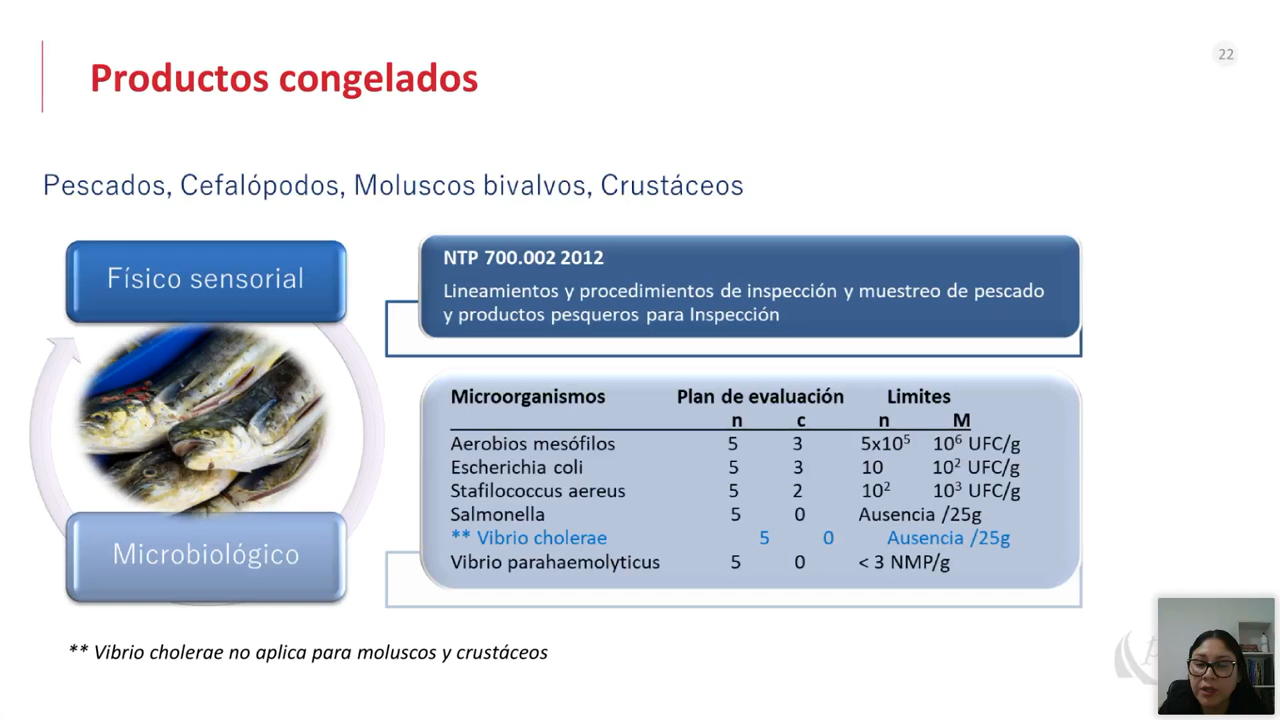 22
Productos congelados
Pescados, Cefalópodos, Moluscos bivalvos, Crustáceos
Físico sensorial
NTP 700.002 2012
Lineamientos y procedimientos de inspección y muestreo de pescado
y productos pesqueros para Inspección
Microbiológico
Microorganismos Plan de evaluación Limites
n c n M
Aerobios mesófilos 5 3 5x10⁵ 10⁶ UFC/g
Escherichia coli 5 3 10 10² UFC/g
Stafilococcus aereus 5 2 10² 10³ UFC/g
Salmonella 5 0 Ausencia /25g
** Vibrio cholerae 5 0 Ausencia /25g
Vibrio parahaemolyticus 5 0 < 3 NMP/g
** Vibrio cholerae no aplica para moluscos y crustáceos